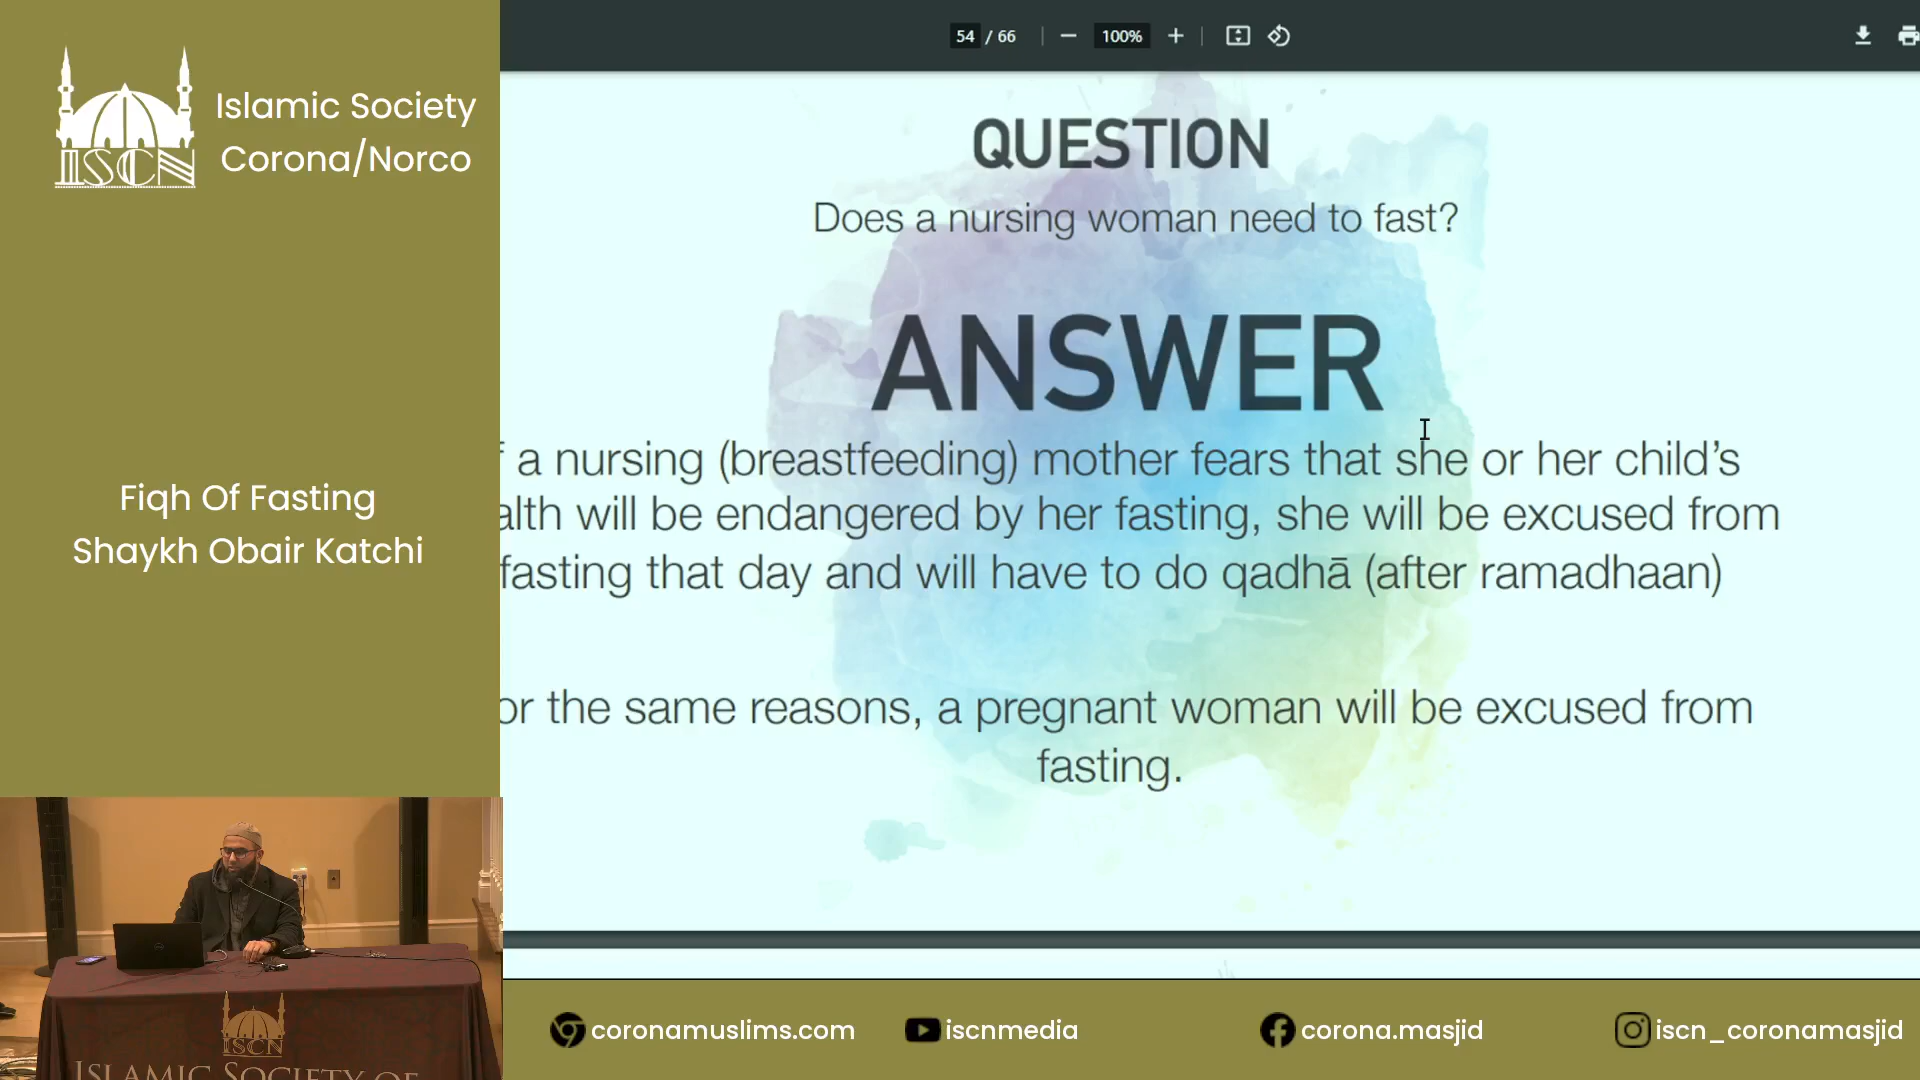 ISCN
Islamic Society
Corona/Norco
Fiqh Of Fasting
Shaykh Obair Katchi
54 / 66
100%
QUESTION
Does a nursing woman need to fast?
ANSWER
a nursing (breastfeeding) mother fears that she or her child’s
alth will be endangered by her fasting, she will be excused from
fasting that day and will have to do qadhā (after ramadhaan)
or the same reasons, a pregnant woman will be excused from
fasting.
ISCN
ISLAMIC SOCIETY OF
coronamuslims.com
iscnmedia
corona.masjid
iscn_coronamasjid